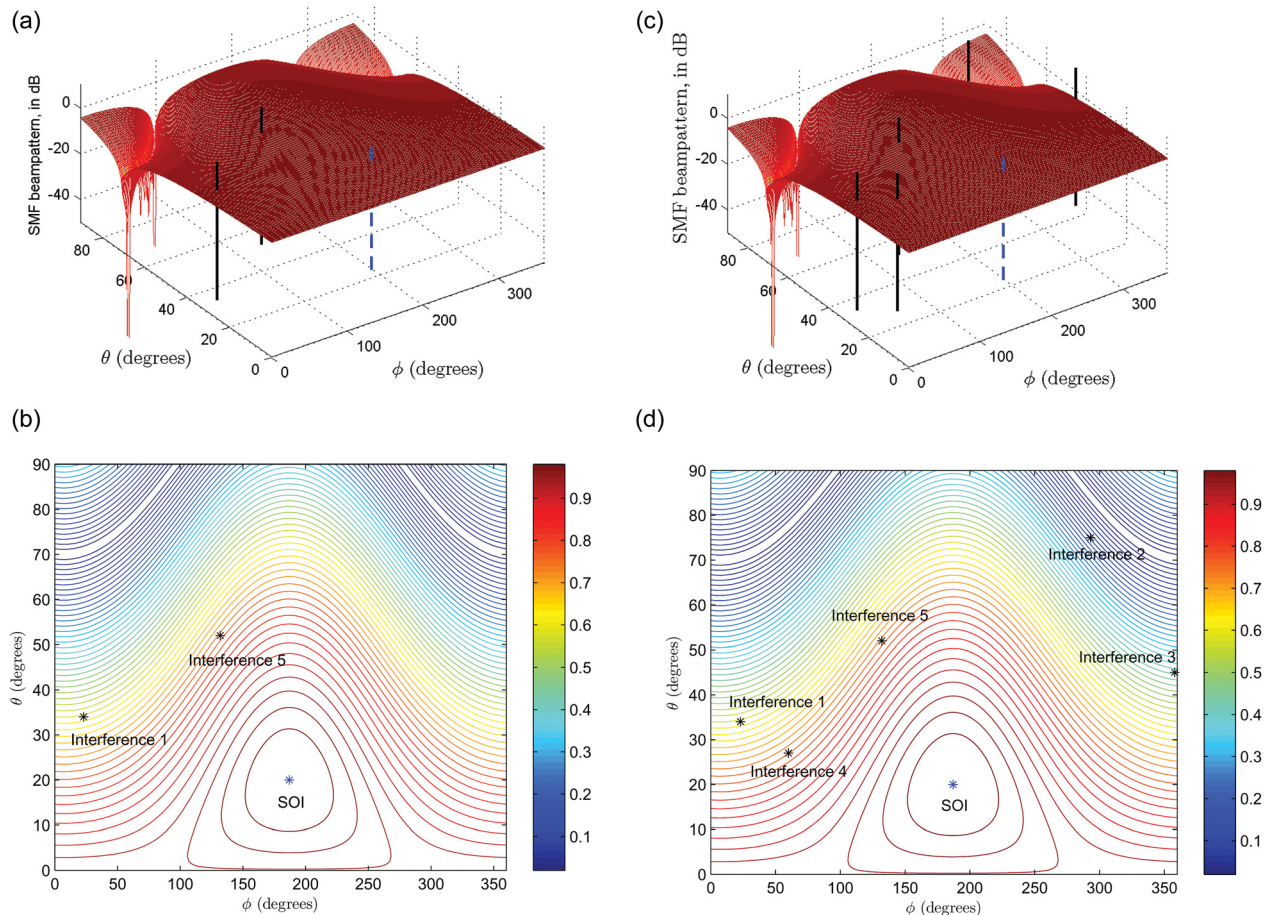 (a)
SMF beampattern, in dB
0
-20
-40
80
60
40
20
0
θ (degrees)
0
100
200
300
ϕ (degrees)
(c)
SMF beampattern, in dB
0
-20
-40
80
60
40
20
0
θ (degrees)
0
100
200
300
ϕ (degrees)
(b)
90
80
70
60
50
40
30
20
10
0
θ (degrees)
Interference 5
Interference 1
SOI
0 50 100 150 200 250 300 350
ϕ (degrees)
0.9
0.8
0.7
0.6
0.5
0.4
0.3
0.2
0.1
(d)
90
80
70
60
50
40
30
20
10
0
θ (degrees)
Interference 2
Interference 5
Interference 3
Interference 1
Interference 4
SOI
0 50 100 150 200 250 300 350
ϕ (degrees)
0.9
0.8
0.7
0.6
0.5
0.4
0.3
0.2
0.1